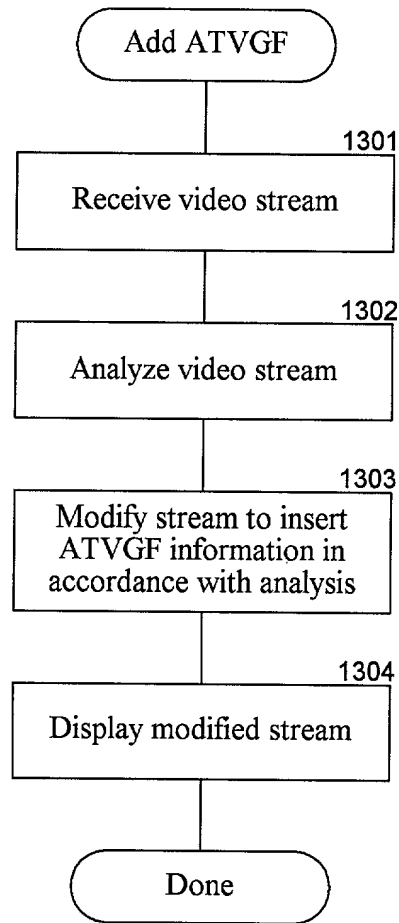 Add ATVGF
1301
Receive video stream
1302
Analyze video stream
1303
Modify stream to insert
ATVGF information in
accordance with analysis
1304
Display modified stream
Done